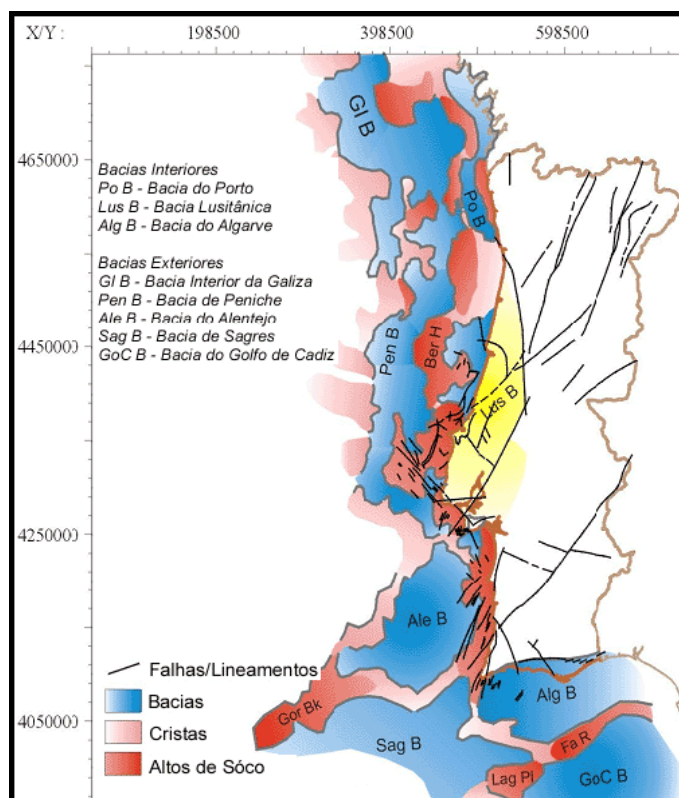 X/Y :
198500
398500
598500
4650000
4450000
4250000
4050000
Bacias Interiores
Po B - Bacia do Porto
Lus B - Bacia Lusitânica
Alg B - Bacia do Algarve
Bacias Exteriores
Gl B - Bacia Interior da Galiza
Pen B - Bacia de Peniche
Ale B - Bacia do Alentejo
Sag B - Bacia de Sagres
GoC B - Bacia do Golfo de Cadiz
Gl B
Po B
Pen B
Ber H
Lus B
Ale B
Gor Bk
Sag B
Alg B
Fa R
Lag Pl
GoC B
Falhas/Lineamentos
Bacias
Cristas
Altos de Sóco